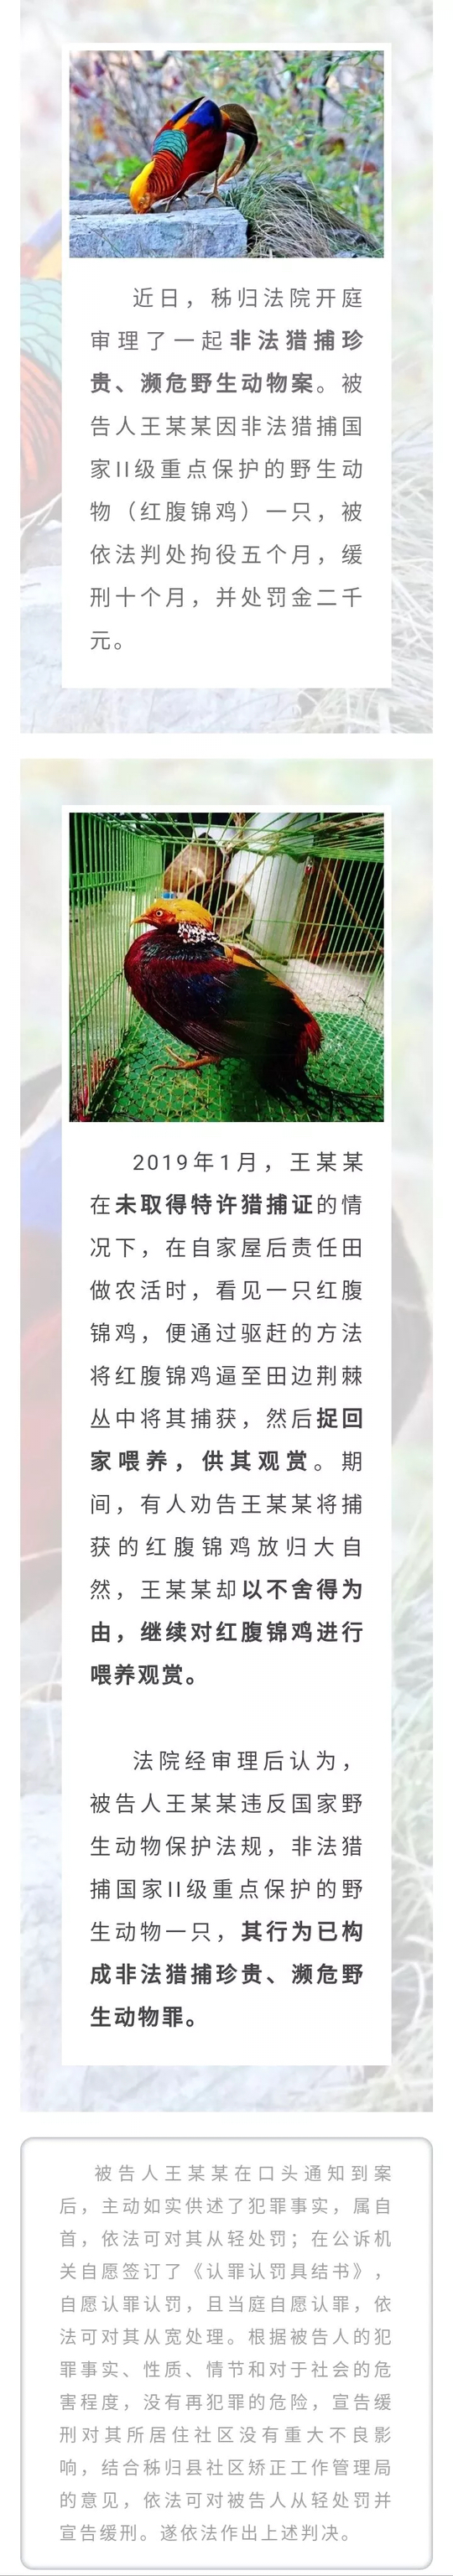 近日，秭归法院开庭
审理了一起非法猎捕珍
贵、濒危野生动物案。被
告人王某某因非法猎捕国
家II级重点保护的野生动
物（红腹锦鸡）一只，被
依法判处拘役五个月，缓
刑十个月，并处罚金二千
元。
2019年1月，王某某
在未取得特许猎捕证的情
况下，在自家屋后责任田
做农活时，看见一只红腹
锦鸡，便通过驱赶的方法
将红腹锦鸡逼至田边荆棘
丛中将其捕获，然后捉回
家喂养，供其观赏。期
间，有人劝告王某某将捕
获的红腹锦鸡放归大自
然，王某某却以不舍得为
由，继续对红腹锦鸡进行
喂养观赏。
法院经审理后认为，
被告人王某某违反国家野
生动物保护法规，非法猎
捕国家II级重点保护的野
生动物一只，其行为已构
成非法猎捕珍贵、濒危野
生动物罪。
被告人王某某在口头通知到案
后，主动如实供述了犯罪事实，属自
首，依法可对其从轻处罚；在公诉机
关自愿签订了《认罪认罚具结书》，
自愿认罪认罚，且当庭自愿认罪，依
法可对其从宽处理。根据被告人的犯
罪事实、性质、情节和对于社会的危
害程度，没有再犯罪的危险，宣告缓
刑对其所居住社区没有重大不良影
响，结合秭归县社区矫正工作管理局
的意见，依法可对被告人从轻处罚并
宣告缓刑。遂依法作出上述判决。